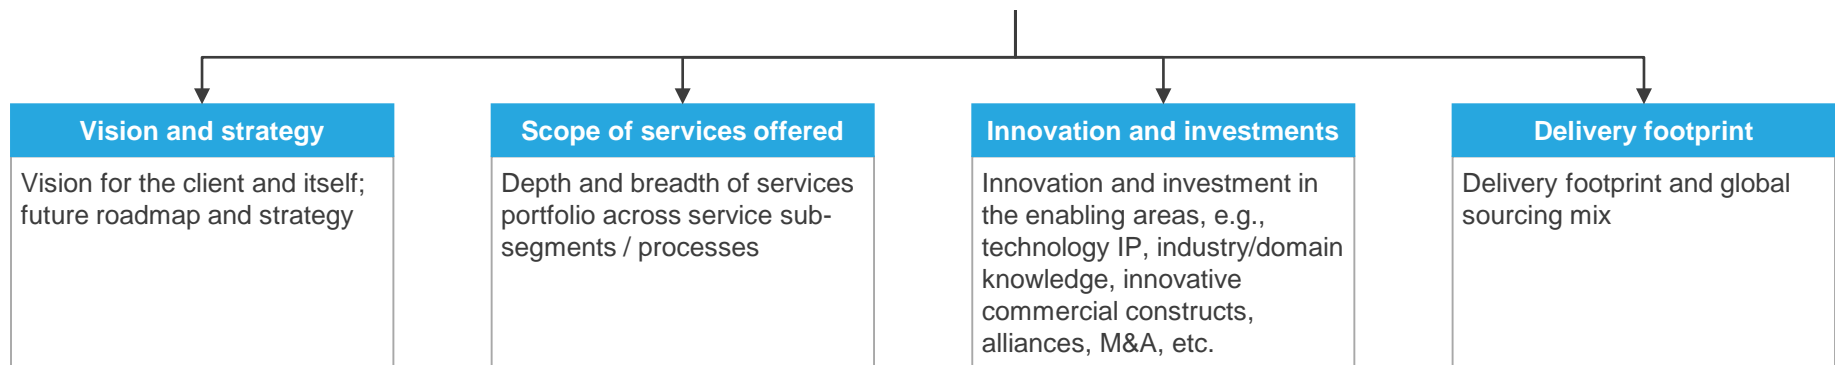 Vision and strategy
Vision for the client and itself;
future roadmap and strategy
Scope of services offered
Depth and breadth of services
portfolio across service sub-
segments / processes
Innovation and investments
Innovation and investment in
the enabling areas, e.g.,
technology IP, industry/domain
knowledge, innovative
commercial constructs,
alliances, M&A, etc.
Delivery footprint
Delivery footprint and global
sourcing mix